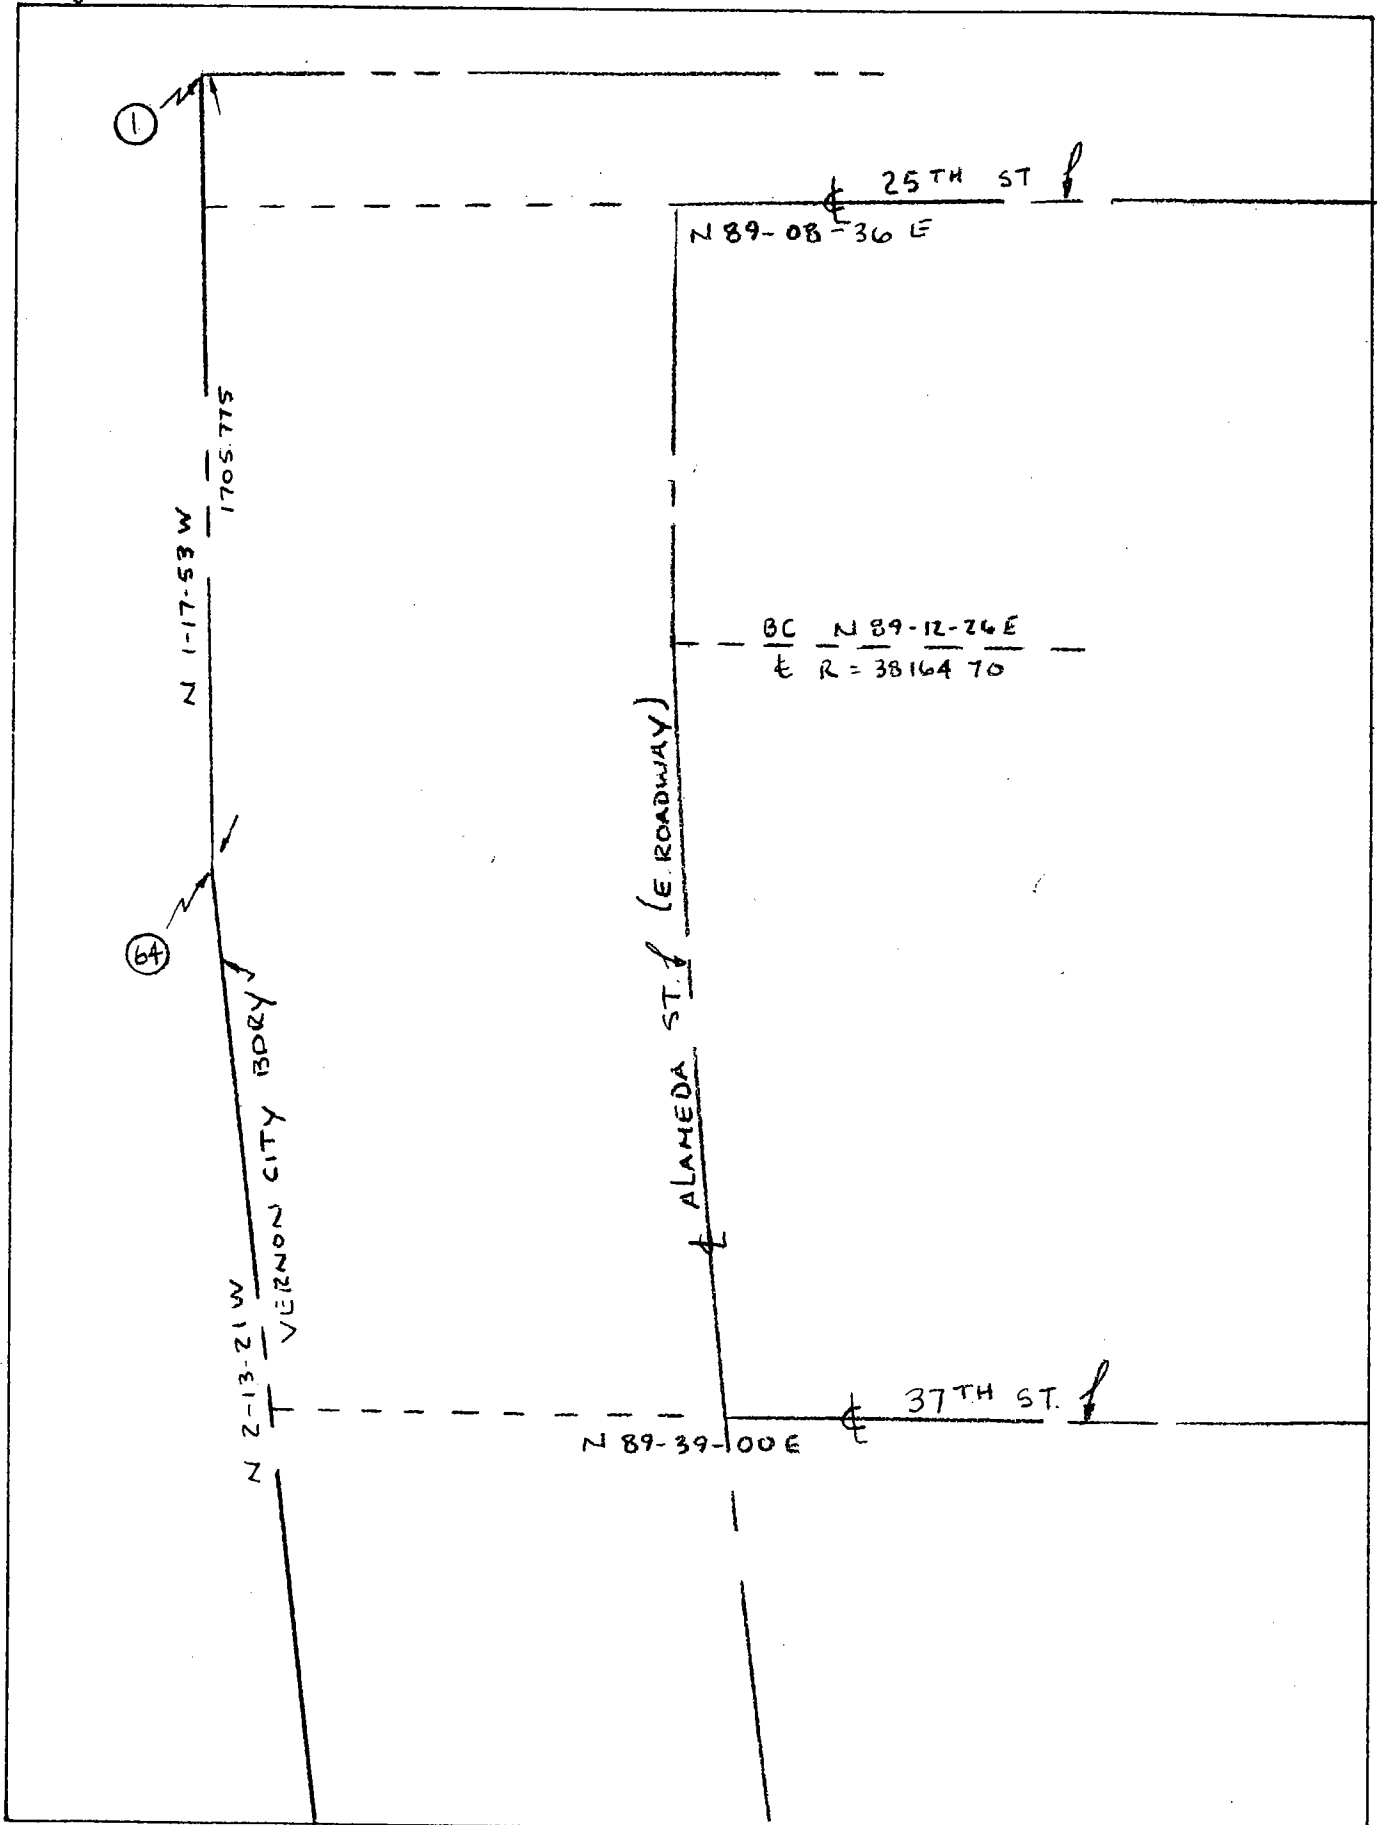 1
25TH ST
N 89-08-36 E
1705.775
N 1-17-53 W
BC N 89-12-26 E
℄ R = 38164 70
ALAMEDA ST. (E. ROADWAY)
64
VERNON CITY BDRY
N 2-13-21 W
37TH ST.
N 89-39-00 E